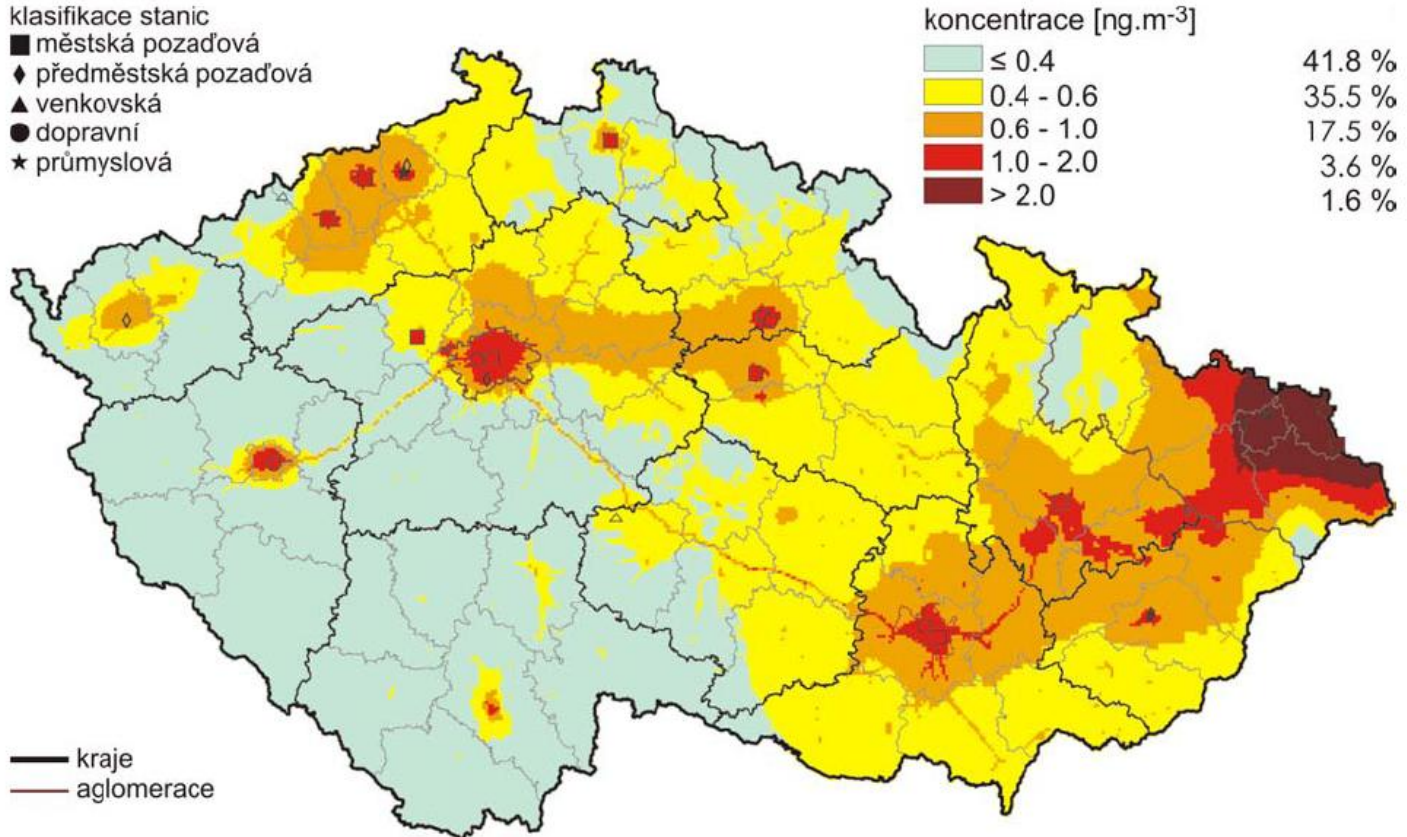 klasifikace stanic
městská pozaďová
předměstská pozaďová
venkovská
dopravní
průmyslová
koncentrace [ng.m-3]
≤ 0.4 41.8 %
0.4 - 0.6 35.5 %
0.6 - 1.0 17.5 %
1.0 - 2.0 3.6 %
> 2.0 1.6 %
kraje
aglomerace